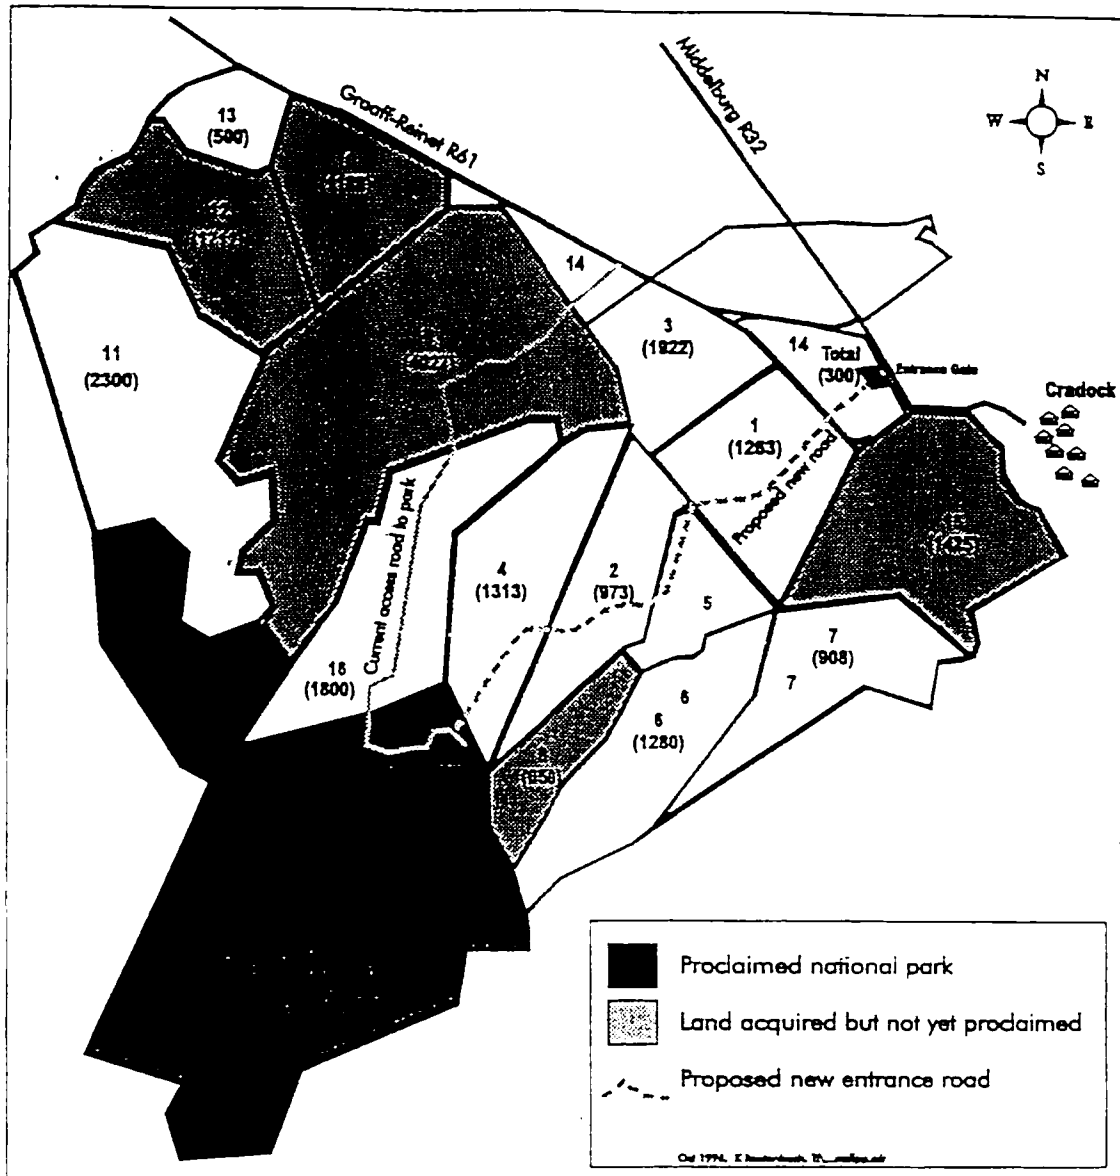 N
W
E
S
Middelburg R32
Graaff-Reinet R61
13
(500)
14
3
(1922)
14
Total
(300)
Entrance Gate
Cradock
11
(2300)
1
(1263)
Proposed new road
Current access road to park
4
(1313)
2
(973)
5
7
(908)
7
18
(1800)
6
6
(1280)
Proclaimed national park
Land acquired but not yet proclaimed
Proposed new entrance road